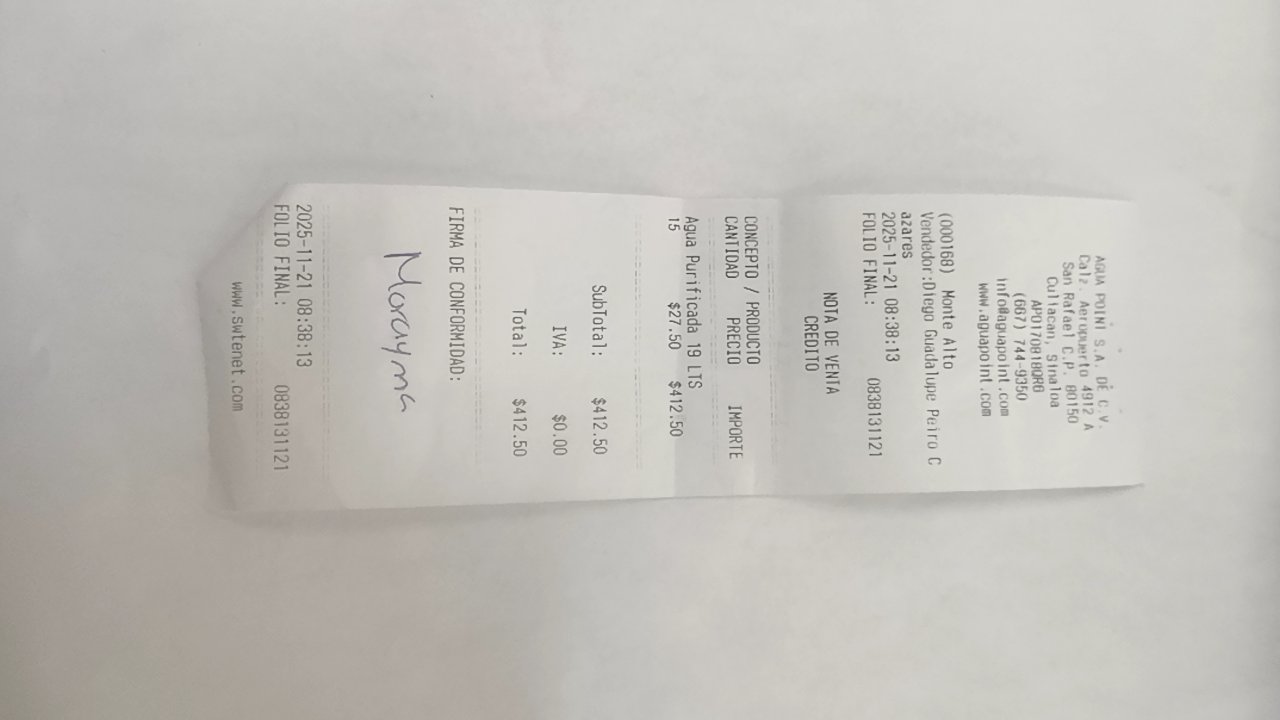 AGUA POINT S.A. DE C.V.
Calz. Aeropuerto 4912 A
San Rafael C.P. 80150
Culiacan, Sinaloa
APO170818QR6
(667) 744-9350
info@aguapoint.com
www.aguapoint.com
(000168) Monte Alto
Vendedor:Diego Guadalupe Peiro C
azares
2025-11-21 08:38:13
FOLIO FINAL: 0838131121
NOTA DE VENTA
CREDITO
CONCEPTO / PRODUCTO
CANTIDAD PRECIO IMPORTE
Agua Purificada 19 LTS
15 $27.50 $412.50
SubTotal: $412.50
IVA: $0.00
Total: $412.50
FIRMA DE CONFORMIDAD:
Morayma
2025-11-21 08:38:13
FOLIO FINAL: 0838131121
www.swtenet.com